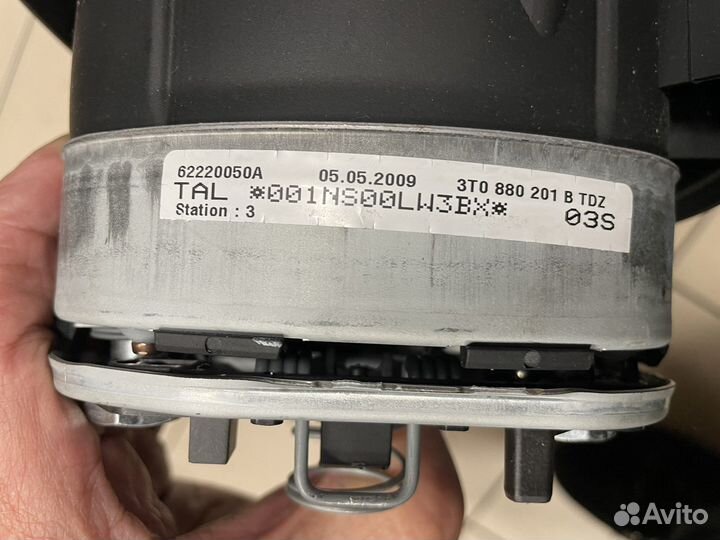 62220050A 05.05.2009 3T0 880 201 B TDZ
TAL *001NS00LW3BX* 03S
Station : 3
Avito